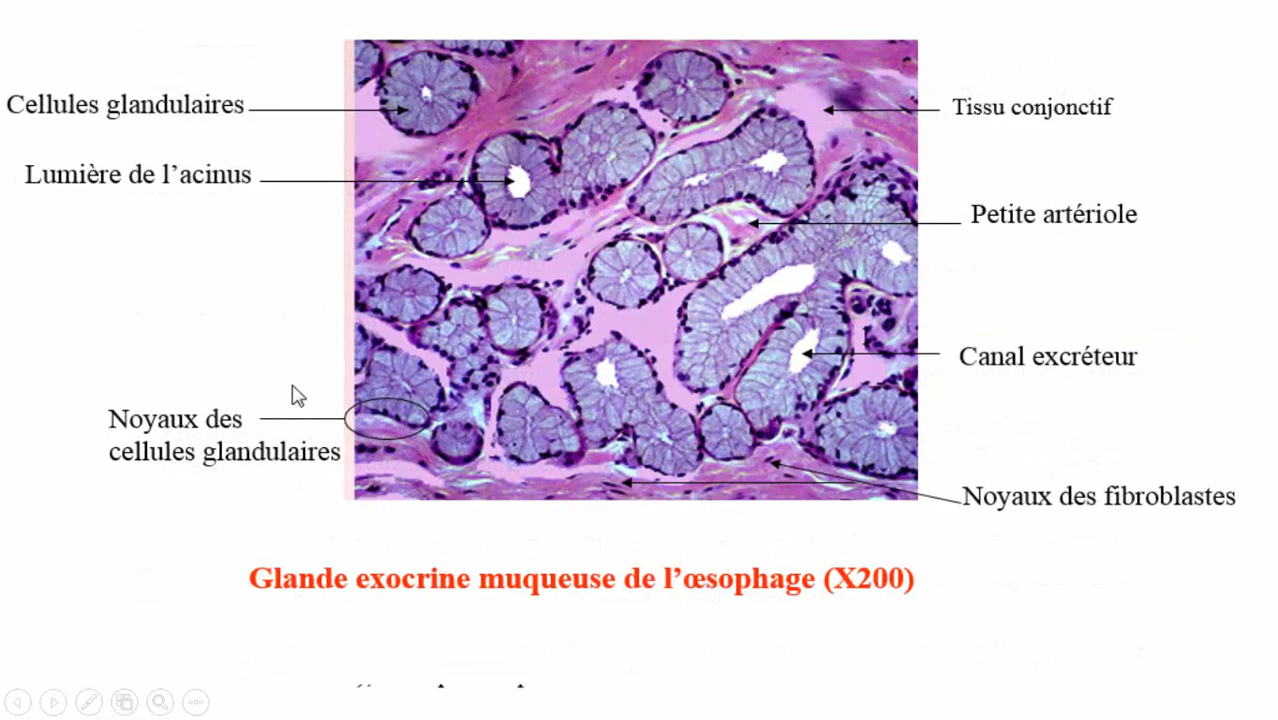 Cellules glandulaires
Tissu conjonctif
Lumière de l’acinus
Petite artériole
Canal excréteur
Noyaux des
cellules glandulaires
Noyaux des fibroblastes
Glande exocrine muqueuse de l’œsophage (X200)